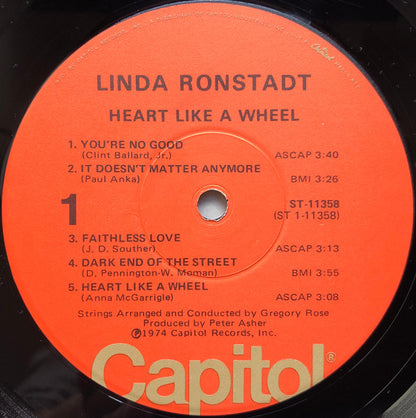 LINDA RONSTADT
HEART LIKE A WHEEL
1. YOU'RE NO GOOD
(Clint Ballard, Jr.) ASCAP 3:40
2. IT DOESN'T MATTER ANYMORE
(Paul Anka) BMI 3:26
1
ST-11358
(ST 1-11358)
3. FAITHLESS LOVE
(J. D. Souther) ASCAP 3:13
4. DARK END OF THE STREET
(D. Pennington-W. Moman) BMI 3:55
5. HEART LIKE A WHEEL
(Anna McGarrigle) ASCAP 3:08
Strings Arranged and Conducted by Gregory Rose
Produced by Peter Asher
℗1974 Capitol Records, Inc.
Capitol®